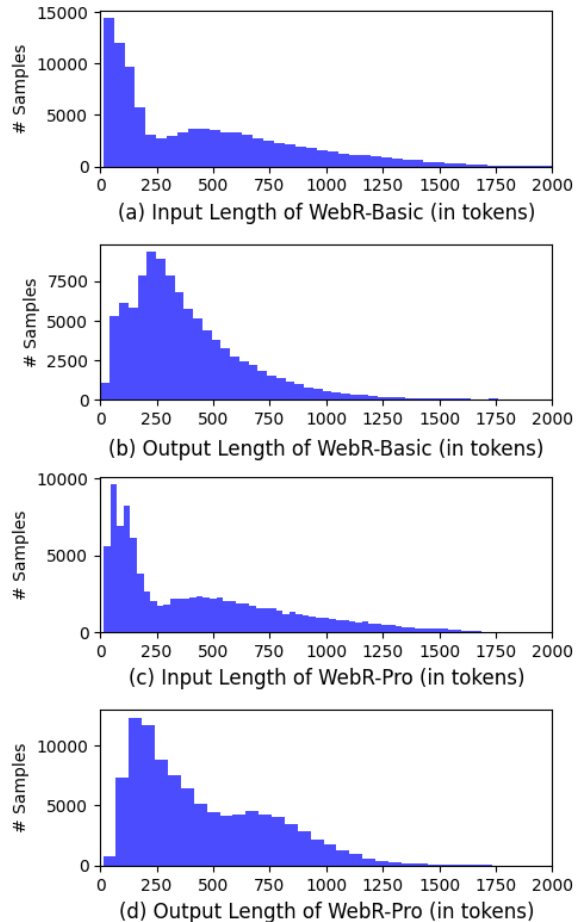 15000
10000
5000
0
# Samples
0 250 500 750 1000 1250 1500 1750 2000
(a) Input Length of WebR-Basic (in tokens)
7500
5000
2500
0
# Samples
0 250 500 750 1000 1250 1500 1750 2000
(b) Output Length of WebR-Basic (in tokens)
10000
5000
0
# Samples
0 250 500 750 1000 1250 1500 1750 2000
(c) Input Length of WebR-Pro (in tokens)
10000
5000
0
# Samples
0 250 500 750 1000 1250 1500 1750 2000
(d) Output Length of WebR-Pro (in tokens)